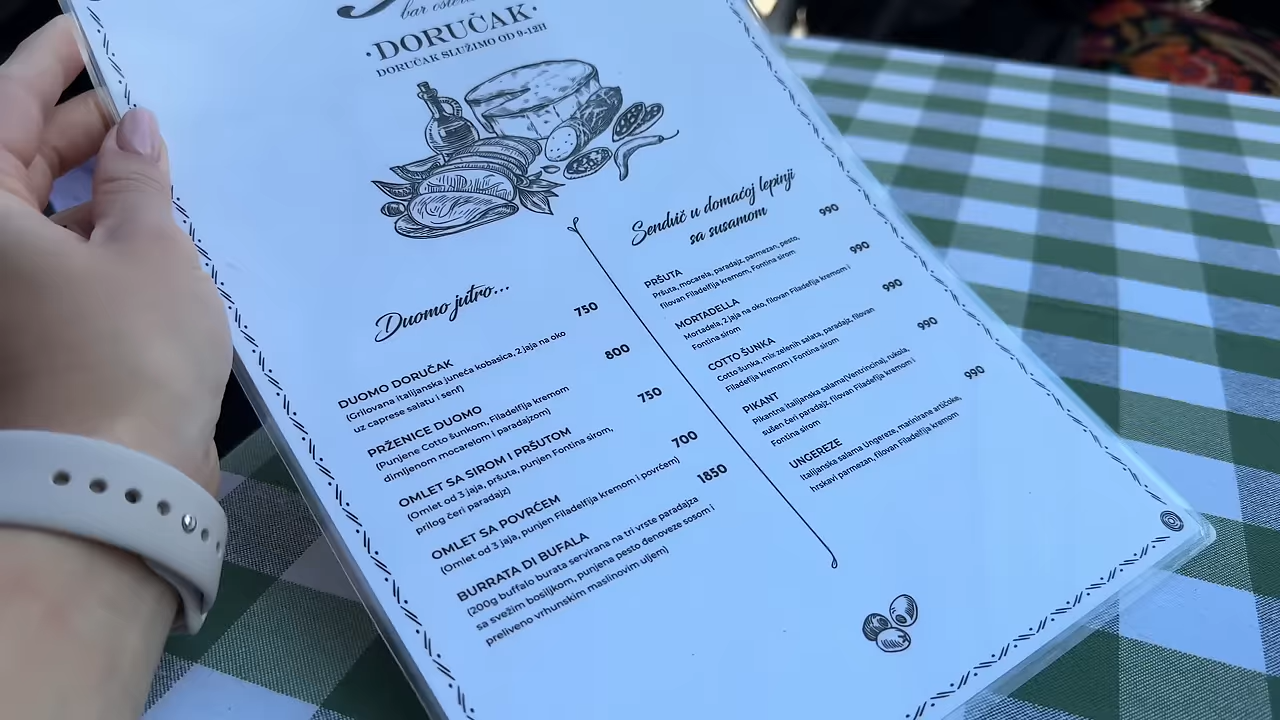 bar
·DORUČAK·
DORUČAK SLUŽIMO OD 9-12H
Duomo jutro...
DUOMO DORUČAK 750
(Grilovana italijanska juneća kobasica, 2 jaja na oko
uz caprese salatu i senf)
PRŽENICE DUOMO 800
(Punjene Cotto šunkom, Filadelfija kremom
dimljenom mocarelom i paradajzom)
OMLET SA SIROM I PRŠUTOM 750
(Omlet od 3 jaja, pršuta, punjen Fontina sirom,
prilog čeri paradajz)
OMLET SA POVRĆEM 700
(Omlet od 3 jaja, punjen Filadelfija kremom i povrćem)
BURRATA DI BUFALA 1850
(200g buffalo burata servirana na tri vrste paradajza
sa svežim bosiljkom, punjena pesto đenoveze sosom i
preliveno vrhunskim maslinovim uljem)
Sendvič u domaćoj lepinji
sa susamom
PRŠUTA 990
Pršuta, mocarela, paradajz, parmezan, pesto,
filovan Filadelfija kremom, Fontina sirom
MORTADELLA 990
Mortadela, 2 jaja na oko, filovan Filadelfija kremom i
Fontina sirom
COTTO ŠUNKA 990
Cotto šunka, mix zelenih salata, paradajz, filovan
Filadelfija kremom i Fontina sirom
PIKANT 990
Pikantna italijanska salama(Ventrincina), rukola,
sušen čeri paradajz, filovan Filadelfija kremom i
Fontina sirom
UNGEREZE 990
Italijanska salama Ungereze, marinirana artičoke,
hrskavi parmezan, filovan Filadelfija kremom